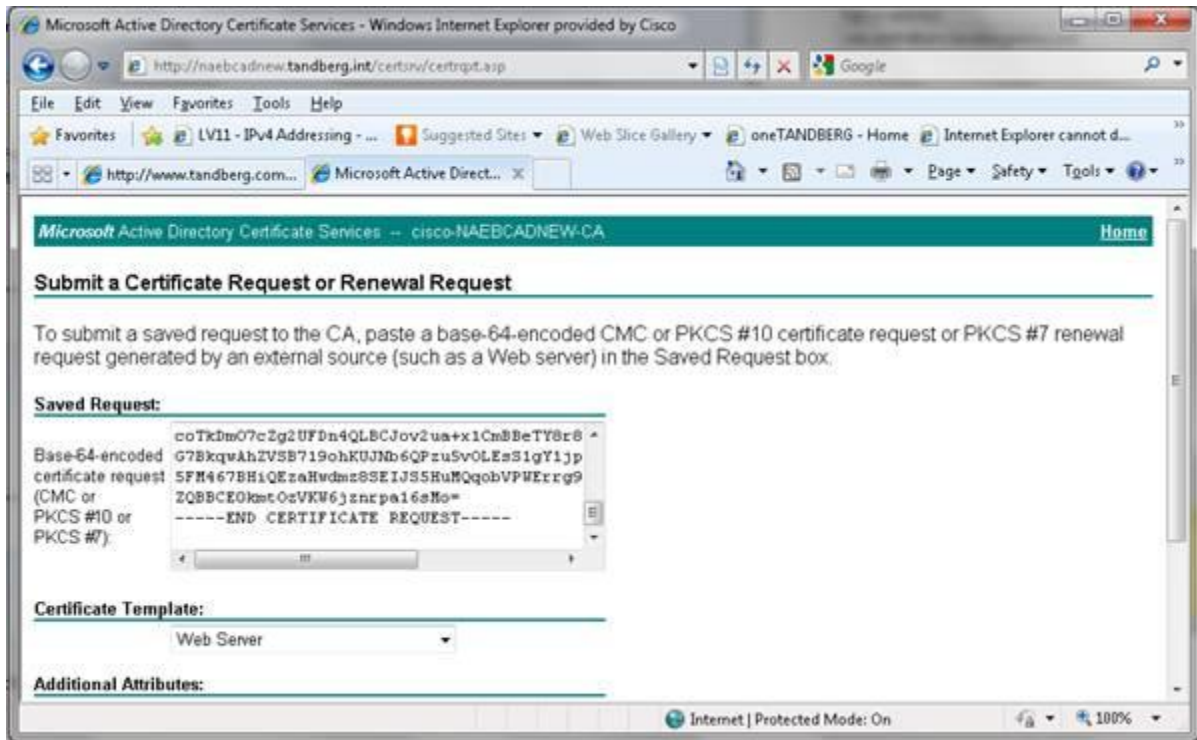 Microsoft Active Directory Certificate Services - Windows Internet Explorer provided by Cisco
http://naebcadnew.tandberg.int/certsrv/certrqxt.asp
Google
File Edit View Favorites Tools Help
Favorites LV11 - IPv4 Addressing - ... Suggested Sites Web Slice Gallery oneTANDBERG - Home Internet Explorer cannot d...
http://www.tandberg.com... Microsoft Active Direct... X Page Safety Tools
Microsoft Active Directory Certificate Services -- cisco-NAEBCADNEW-CA Home
Submit a Certificate Request or Renewal Request
To submit a saved request to the CA, paste a base-64-encoded CMC or PKCS #10 certificate request or PKCS #7 renewal
request generated by an external source (such as a Web server) in the Saved Request box.
Saved Request:
Base-64-encoded
certificate request
(CMC or
PKCS #10 or
PKCS #7):
coTkDmO7cZg2UFDn4QLBCJov2ua+x1CmBBeTY8r8
G7BkqwAhZVSB719ohKUJNb6QPzu5vOLEsS1gY1jp
5FM467BHiQEzaHwdmz8SEIJS5HuMQqobVPWErrg9
ZQBBCEOkmtOzVKW6jznrpa16sMo=
-----END CERTIFICATE REQUEST-----
Certificate Template:
Web Server
Additional Attributes:
Internet | Protected Mode: On 100%